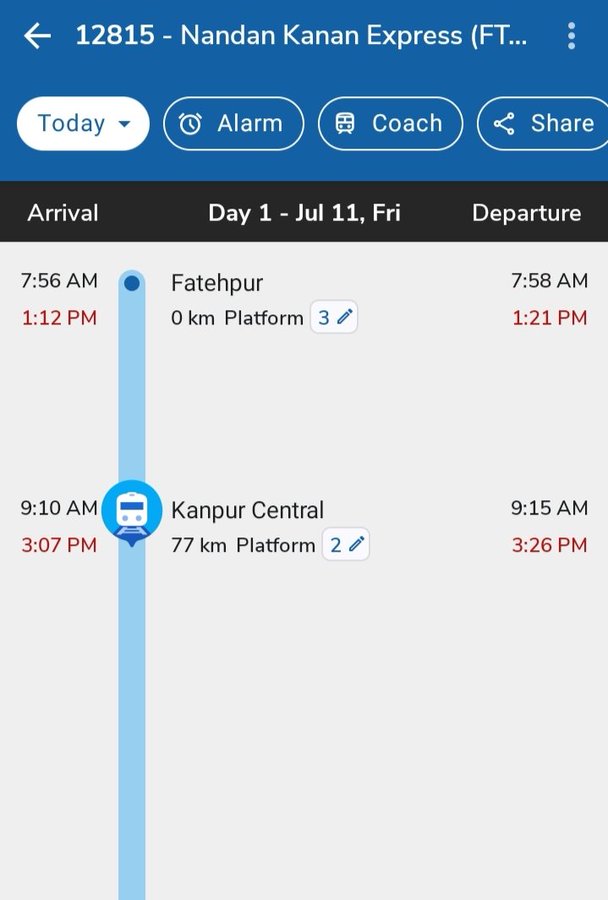 12815 - Nandan Kanan Express (FT...
Today Alarm Coach Share
Arrival Day 1 - Jul 11, Fri Departure
7:56 AM Fatehpur 7:58 AM
1:12 PM 0 km Platform 3 1:21 PM
9:10 AM Kanpur Central 9:15 AM
3:07 PM 77 km Platform 2 3:26 PM